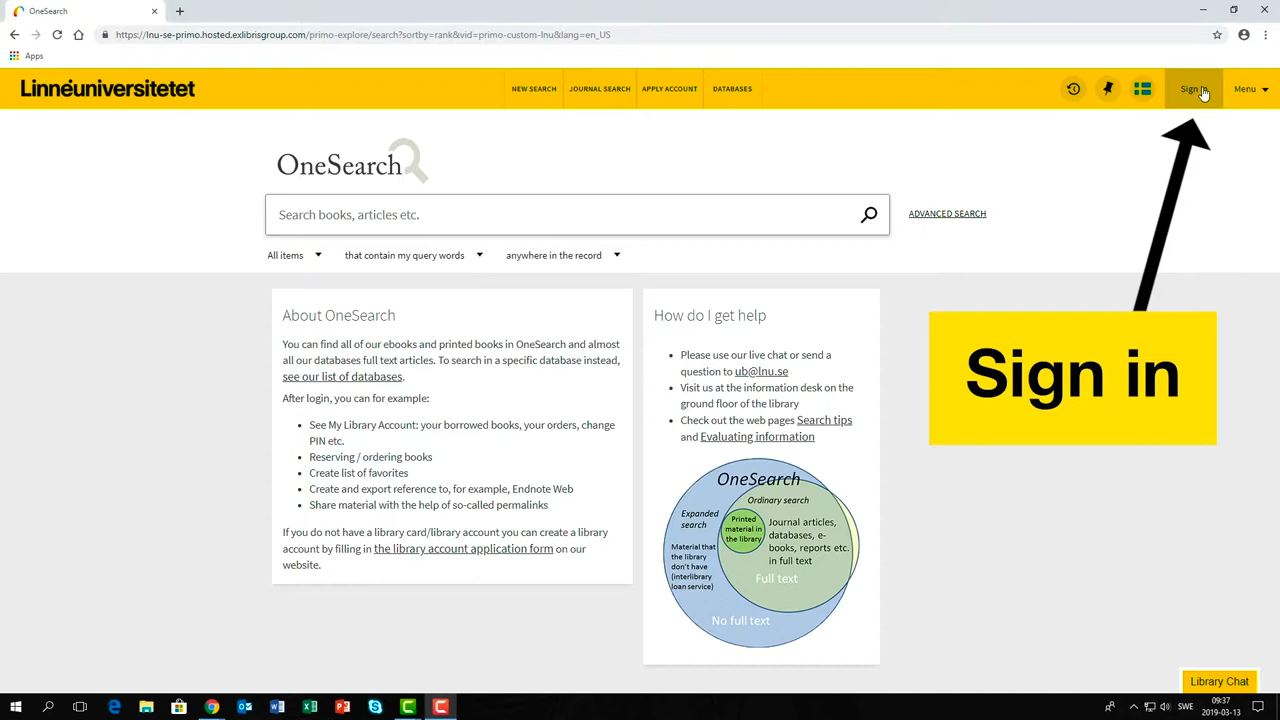 OneSearch
https://lnu-se-primo.hosted.exlibrisgroup.com/primo-explore/search?sortby=rank&vid=primo-custom-lnu&lang=en_US
Apps
Linnéuniversitetet
NEW SEARCH
JOURNAL SEARCH
APPLY ACCOUNT
DATABASES
Sign in
Menu
OneSearch
Search books, articles etc.
ADVANCED SEARCH
All items
that contain my query words
anywhere in the record
Sign in
About OneSearch
You can find all of our ebooks and printed books in OneSearch and almost
all our databases full text articles. To search in a specific database instead,
see our list of databases.
After login, you can for example:
• See My Library Account: your borrowed books, your orders, change
PIN etc.
• Reserving / ordering books
• Create list of favorites
• Create and export reference to, for example, Endnote Web
• Share material with the help of so-called permalinks
If you do not have a library card/library account you can create a library
account by filling in the library account application form on our
website.
How do I get help
• Please use our live chat or send a
question to ub@lnu.se
• Visit us at the information desk on the
ground floor of the library
• Check out the web pages Search tips
and Evaluating information
OneSearch
Ordinary search
Expanded
search
Printed
material in
the library
Journal articles,
databases, e-
books, reports etc.
in full text
Material that
the library
don't have
(interlibrary
loan service)
Full text
No full text
Library Chat
SWE
09:37
2019-03-13